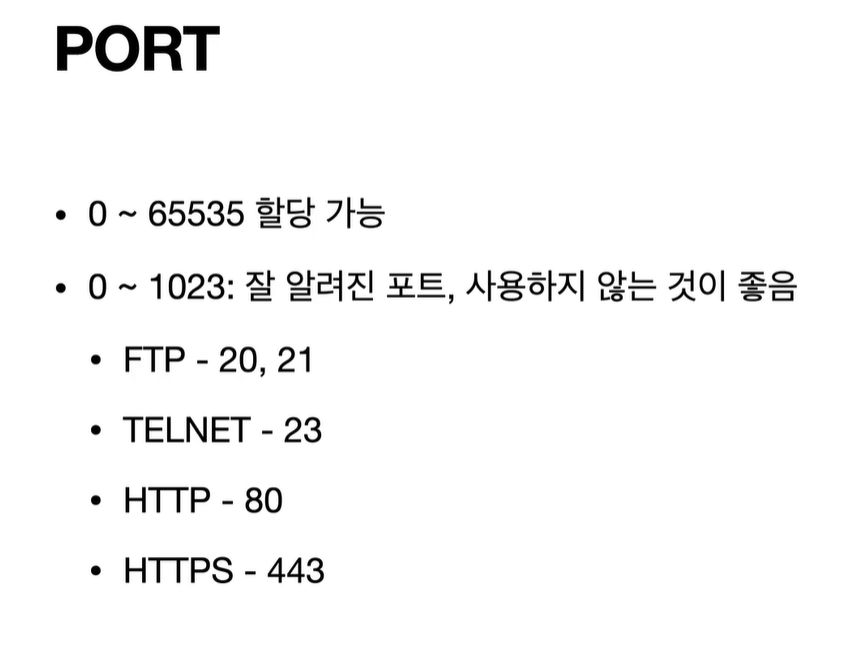 PORT
• 0 ~ 65535 할당 가능
• 0 ~ 1023: 잘 알려진 포트, 사용하지 않는 것이 좋음
• FTP - 20, 21
• TELNET - 23
• HTTP - 80
• HTTPS - 443